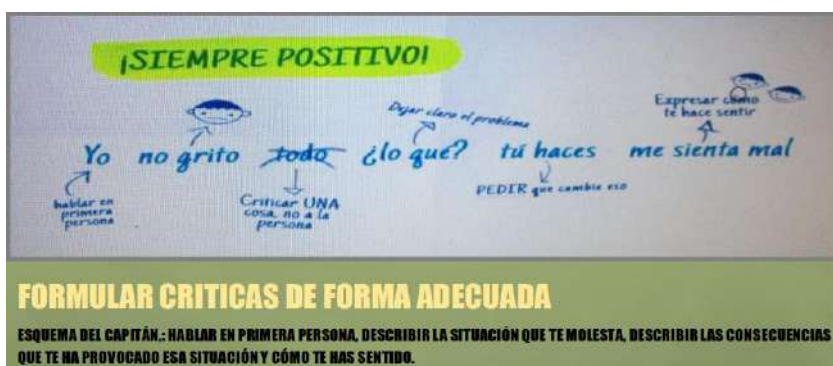 ¡SIEMPRE POSITIVO!
Dejar claro el problema
Expresar cómo
te hace sentir
Yo no grito todo ¿lo qué? tú haces me sienta mal
hablar en
primera
persona
Criticar UNA
cosa, no a la
persona
PEDIR que cambie eso
FORMULAR CRITICAS DE FORMA ADECUADA
ESQUEMA DEL CAPITÁN.: HABLAR EN PRIMERA PERSONA, DESCRIBIR LA SITUACIÓN QUE TE MOLESTA, DESCRIBIR LAS CONSECUENCIAS
QUE TE HA PROVOCADO ESA SITUACIÓN Y CÓMO TE HAS SENTIDO.